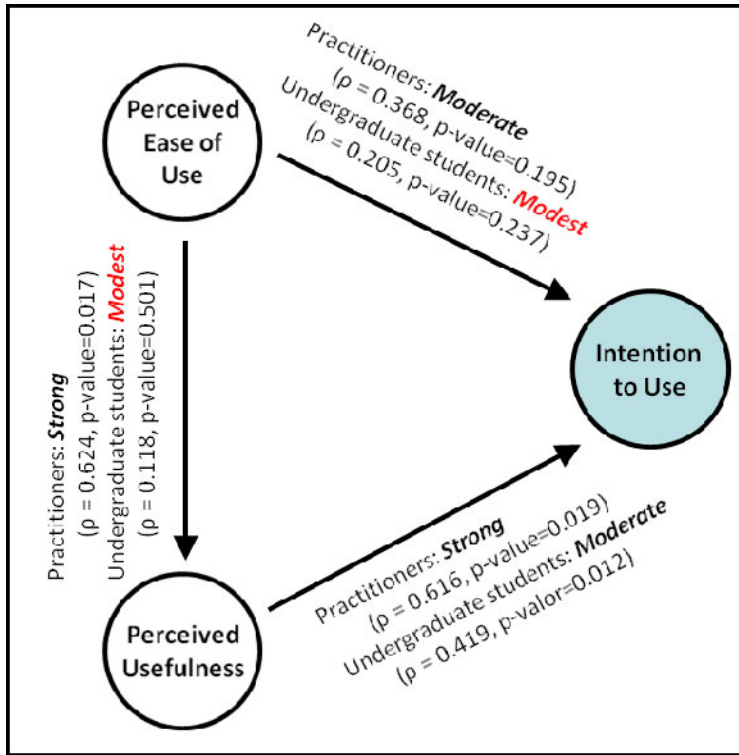 Perceived
Ease of
Use
Practitioners: Moderate
(ρ = 0.368, p-value=0.195)
Undergraduate students: Modest
(ρ = 0.205, p-value=0.237)
Practitioners: Strong
(ρ = 0.624, p-value=0.017)
Undergraduate students: Modest
(ρ = 0.118, p-value=0.501)
Intention
to Use
Perceived
Usefulness
Practitioners: Strong
(ρ = 0.616, p-value=0.019)
Undergraduate students: Moderate
(ρ = 0.419, p-valor=0.012)